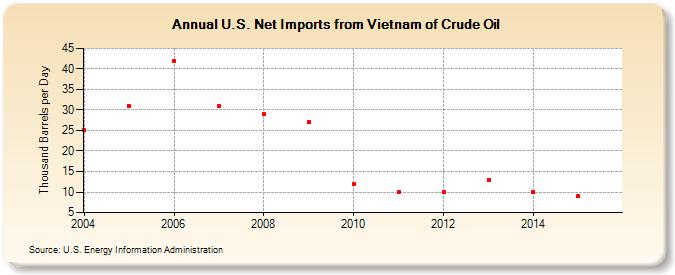 Annual U.S. Net Imports from Vietnam of Crude Oil
Thousand Barrels per Day
45
40
35
30
25
20
15
10
5
2004 2006 2008 2010 2012 2014
Source: U.S. Energy Information Administration